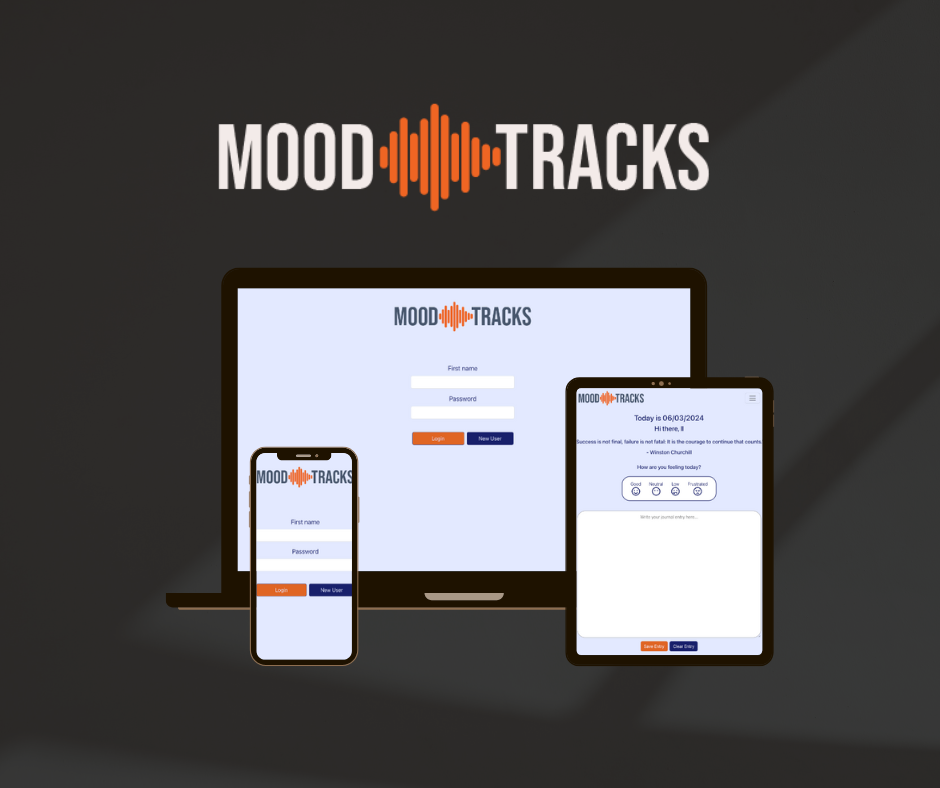 MOOD TRACKS
MOOD TRACKS
First name
Password
Login New User
MOOD TRACKS
First name
Password
Login New User
MOOD TRACKS
Today is 06/03/2024
Hi there, ll
Success is not final, failure is not fatal: It is the courage to continue that counts.
- Winston Churchill
How are you feeling today?
Good Neutral Low Frustrated
Write your journal entry here...
Save Entry Clear Entry